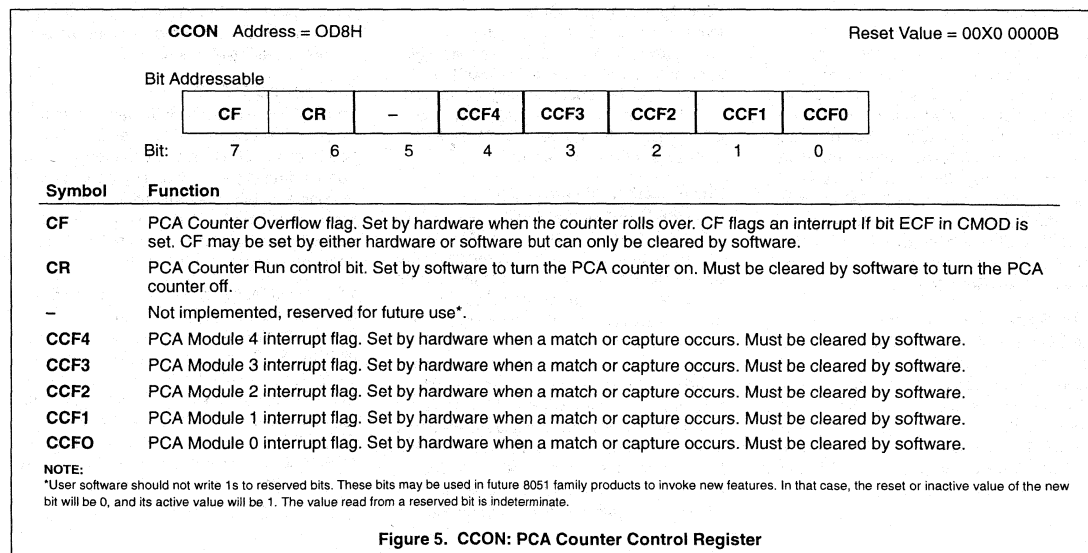 CCON Address = OD8H Reset Value = 00X0 0000B
Bit Addressable
CF CR – CCF4 CCF3 CCF2 CCF1 CCF0
Bit: 7 6 5 4 3 2 1 0
Symbol Function
CF PCA Counter Overflow flag. Set by hardware when the counter rolls over. CF flags an interrupt If bit ECF in CMOD is
set. CF may be set by either hardware or software but can only be cleared by software.
CR PCA Counter Run control bit. Set by software to turn the PCA counter on. Must be cleared by software to turn the PCA
counter off.
– Not implemented, reserved for future use*.
CCF4 PCA Module 4 interrupt flag. Set by hardware when a match or capture occurs. Must be cleared by software.
CCF3 PCA Module 3 interrupt flag. Set by hardware when a match or capture occurs. Must be cleared by software.
CCF2 PCA Module 2 interrupt flag. Set by hardware when a match or capture occurs. Must be cleared by software.
CCF1 PCA Module 1 interrupt flag. Set by hardware when a match or capture occurs. Must be cleared by software.
CCFO PCA Module 0 interrupt flag. Set by hardware when a match or capture occurs. Must be cleared by software.
NOTE:
*User software should not write 1s to reserved bits. These bits may be used in future 8051 family products to invoke new features. In that case, the reset or inactive value of the new
bit will be 0, and its active value will be 1. The value read from a reserved bit is indeterminate.
Figure 5. CCON: PCA Counter Control Register